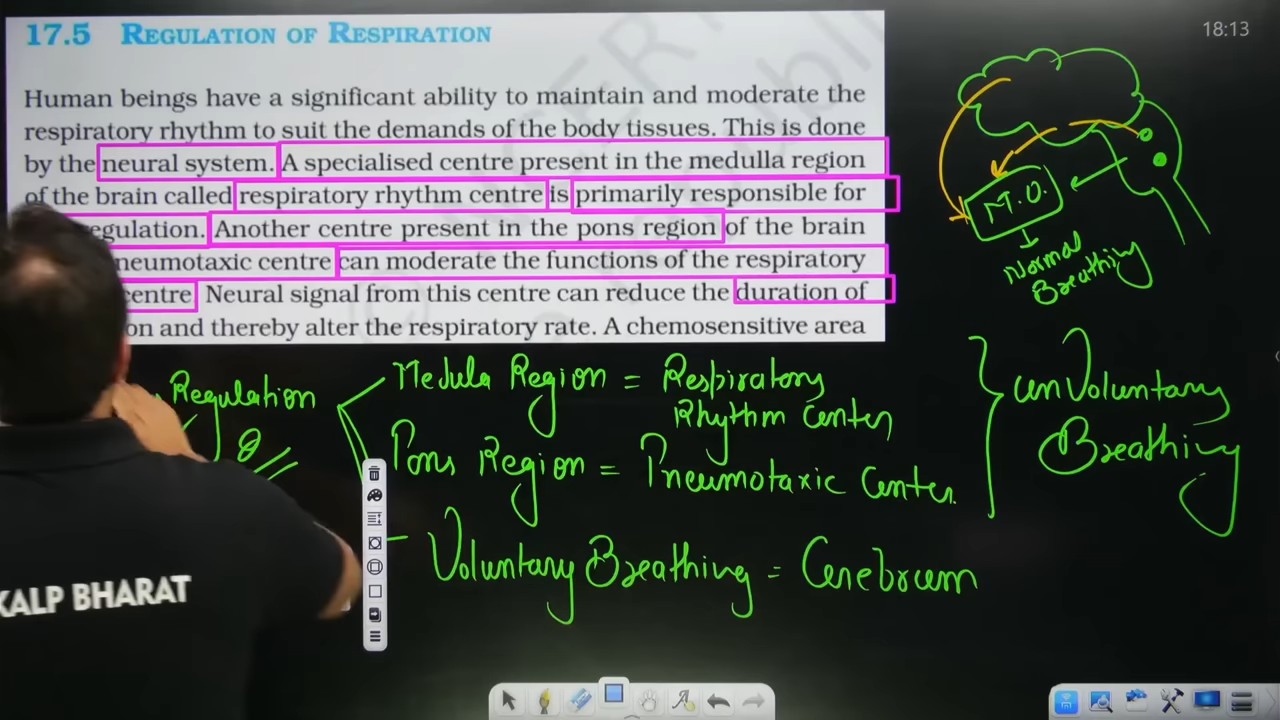 17.5 REGULATION OF RESPIRATION
18:13
Human beings have a significant ability to maintain and moderate the
respiratory rhythm to suit the demands of the body tissues. This is done
by the neural system. A specialised centre present in the medulla region
of the brain called respiratory rhythm centre is primarily responsible for
egulation. Another centre present in the pons region of the brain
neumotaxic centre can moderate the functions of the respiratory
centre Neural signal from this centre can reduce the duration of
on and thereby alter the respiratory rate. A chemosensitive area
M.O.
Normal
Breathing
Regulation
Medula Region = Respiratory
Rhythm Center
Pons Region = Pneumotaxic Center
unVoluntary
Breathing
Voluntary Breathing = Cerebrum
KALP BHARAT